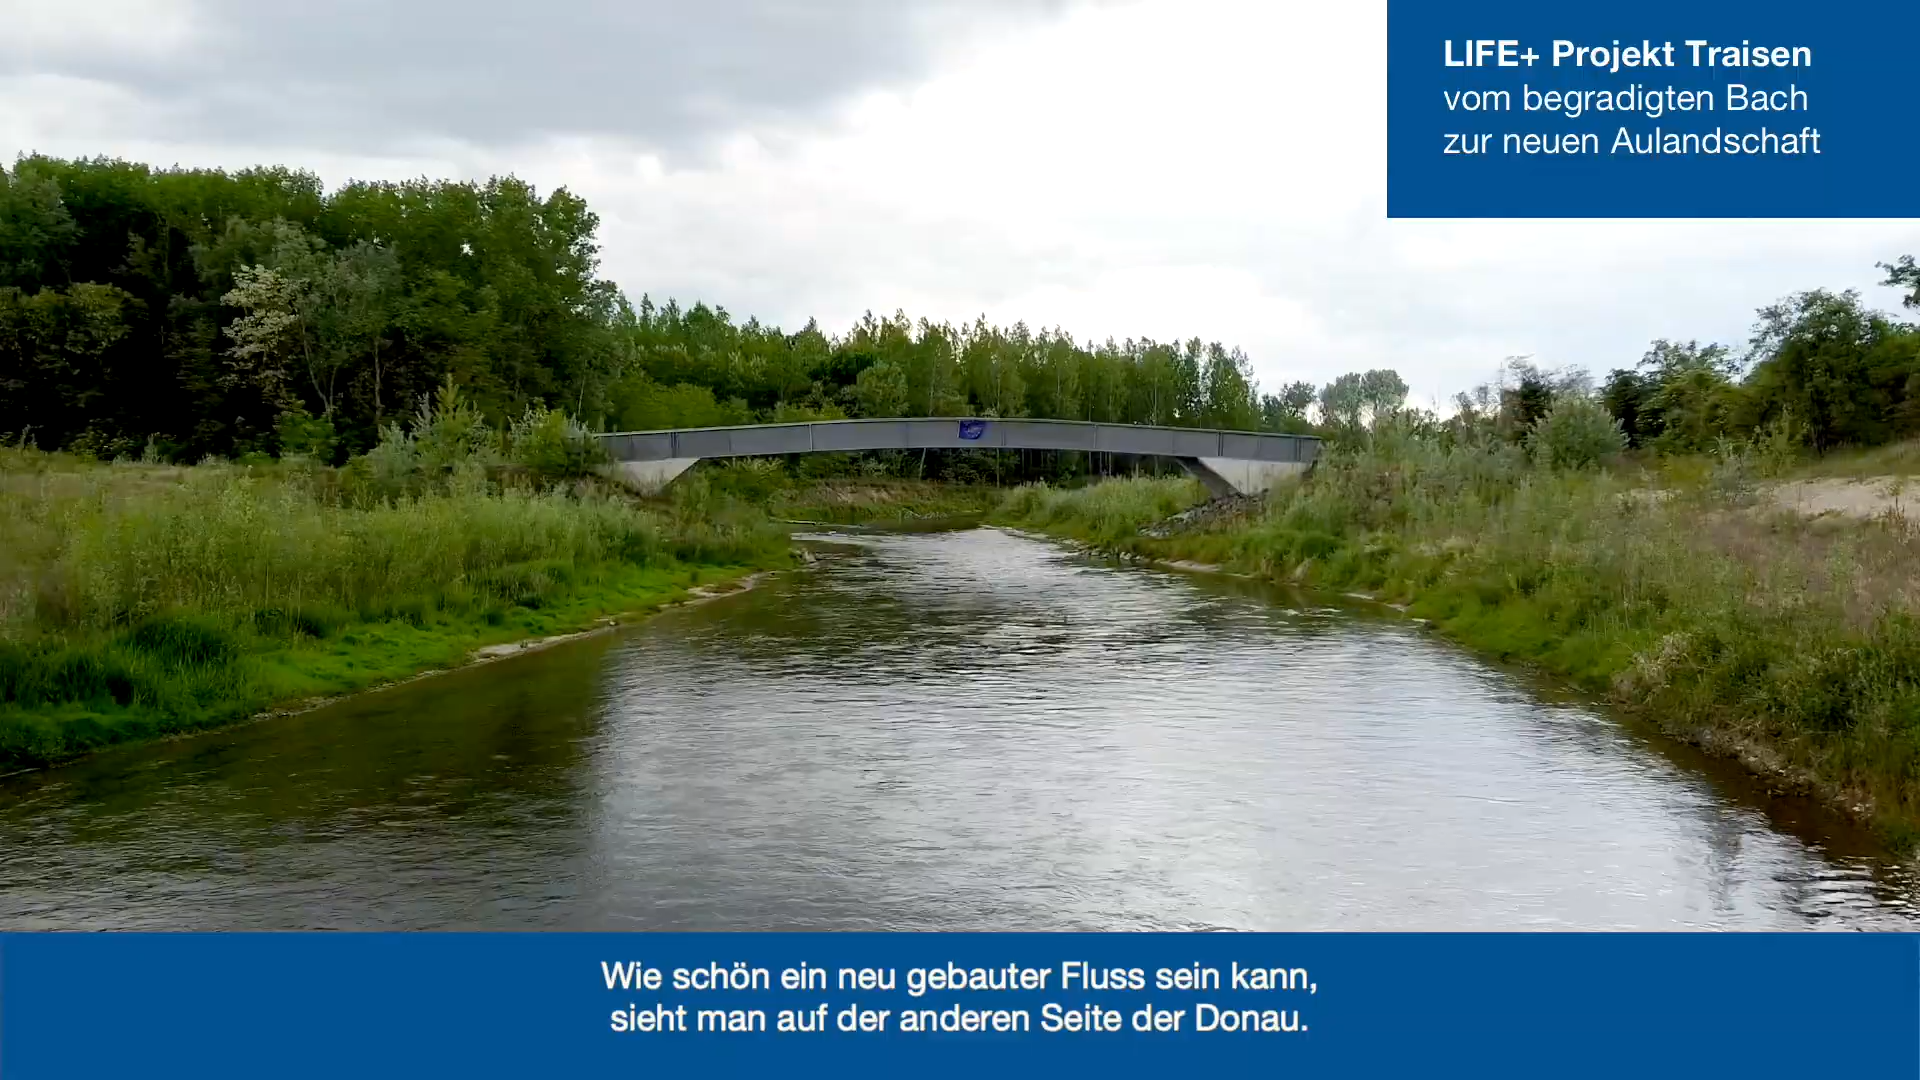 LIFE+ Projekt Traisen
vom begradigten Bach
zur neuen Aulandschaft
Wie schön ein neu gebauter Fluss sein kann,
sieht man auf der anderen Seite der Donau.